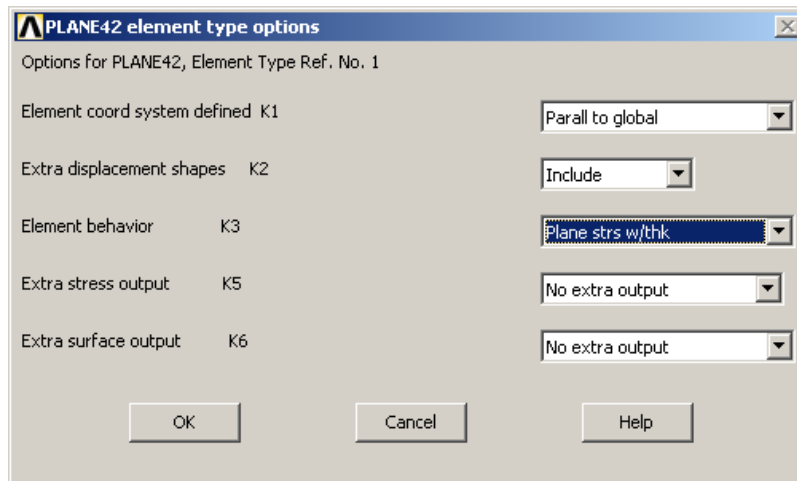 PLANE42 element type options
Options for PLANE42, Element Type Ref. No. 1
Element coord system defined K1 Parall to global
Extra displacement shapes K2 Include
Element behavior K3 Plane strs w/thk
Extra stress output K5 No extra output
Extra surface output K6 No extra output
OK Cancel Help